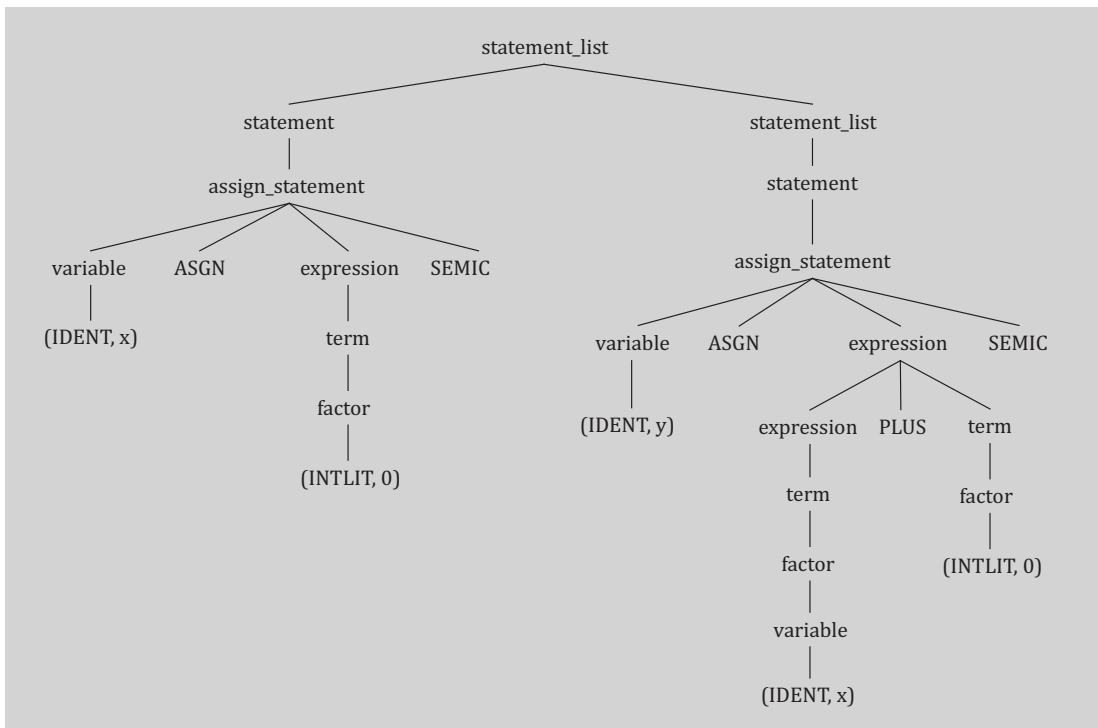 statement_list
statement statement_list
assign_statement statement
variable ASGN expression SEMIC assign_statement
(IDENT, x) term variable ASGN expression SEMIC
factor (IDENT, y) expression PLUS term
(INTLIT, 0) term factor
factor (INTLIT, 0)
variable
(IDENT, x)